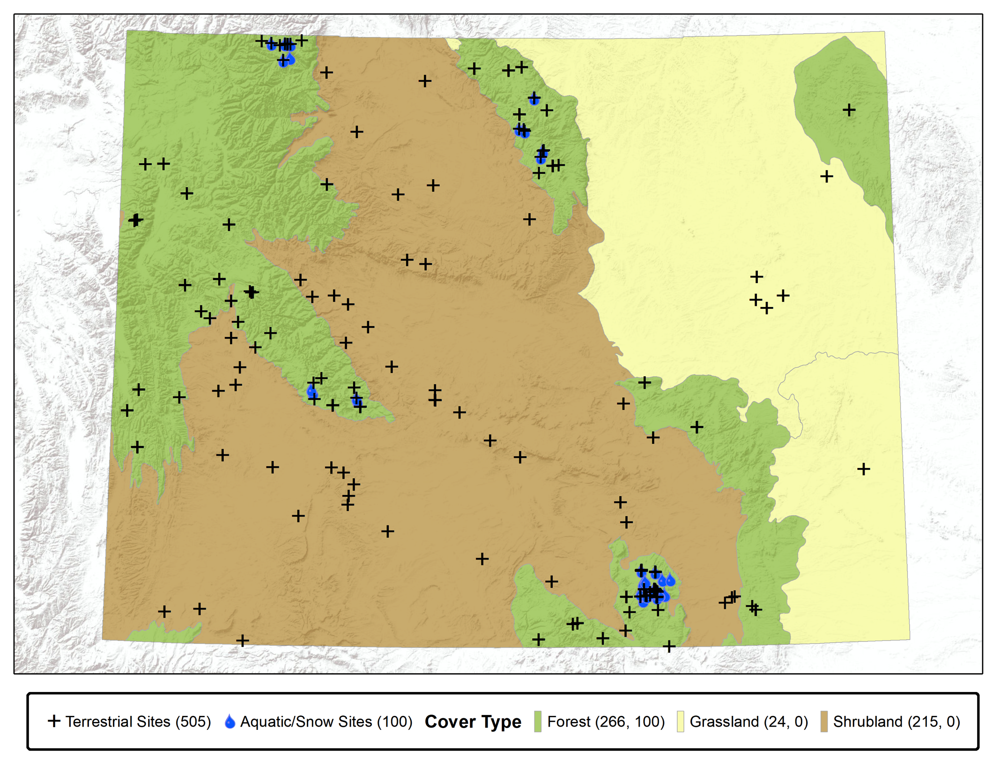 Terrestrial Sites (505) Aquatic/Snow Sites (100) Cover Type Forest (266, 100) Grassland (24, 0) Shrubland (215, 0)